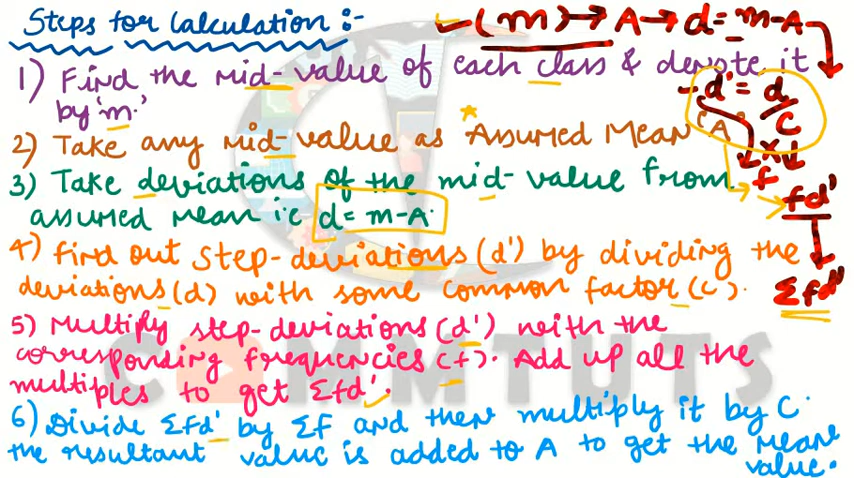 Steps for Calculation :-
(m) → A → d = m-A
1) Find the mid-value of each class & denote it
by 'm.'
d' = d/C
2) Take any mid-value as *Assumed Mean 'A'
× f
3) Take deviations of the mid-value from
fd'
assumed mean ie d = m-A.
4) Find out step-deviations (d') by dividing the
deviations (d) with some common factor (C).
Σfd'
5) Multiply step-deviations (d') with the
corresponding frequencies (f). Add up all the
multiples to get Σfd'.
6) Divide Σfd' by Σf and then multiply it by C.
the resultant value is added to A to get the mean
value.
COMMTUTS